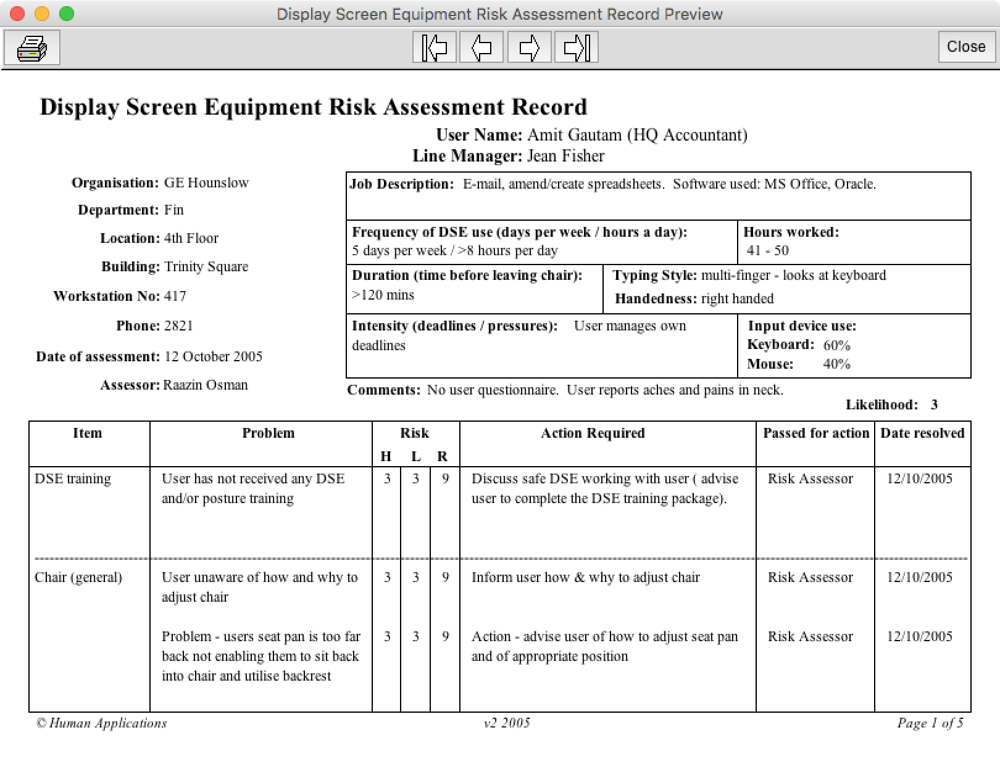 Display Screen Equipment Risk Assessment Record Preview
Close
Display Screen Equipment Risk Assessment Record
User Name: Amit Gautam (HQ Accountant)
Line Manager: Jean Fisher
Organisation: GE Hounslow
Department: Fin
Location: 4th Floor
Building: Trinity Square
Workstation No: 417
Phone: 2821
Date of assessment: 12 October 2005
Assessor: Raazin Osman
Job Description: E-mail, amend/create spreadsheets. Software used: MS Office, Oracle.
Frequency of DSE use (days per week / hours a day):
5 days per week / >8 hours per day
Hours worked:
41 - 50
Duration (time before leaving chair):
>120 mins
Typing Style: multi-finger - looks at keyboard
Handedness: right handed
Intensity (deadlines / pressures): User manages own
deadlines
Input device use:
Keyboard: 60%
Mouse: 40%
Comments: No user questionnaire. User reports aches and pains in neck.
Likelihood: 3
Item Problem Risk Action Required Passed for action Date resolved
H L R
DSE training User has not received any DSE 3 3 9 Discuss safe DSE working with user ( advise Risk Assessor 12/10/2005
and/or posture training user to complete the DSE training package).
Chair (general) User unaware of how and why to 3 3 9 Inform user how & why to adjust chair Risk Assessor 12/10/2005
adjust chair
Problem - users seat pan is too far 3 3 9 Action - advise user of how to adjust seat pan Risk Assessor 12/10/2005
back not enabling them to sit back and of appropriate position
into chair and utilise backrest
© Human Applications v2 2005 Page 1 of 5